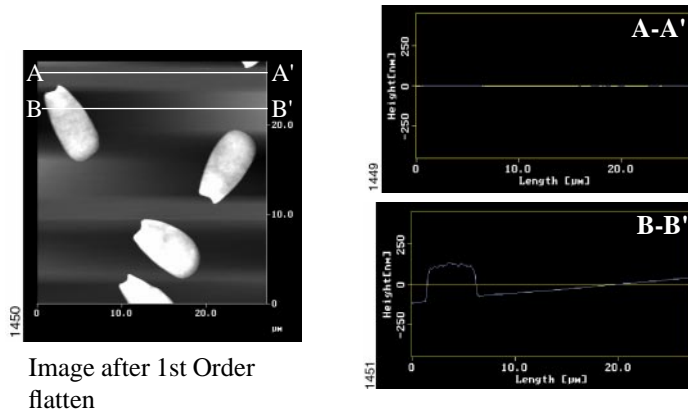 A A'
B B'
20.0
10.0
0
0 10.0 20.0
μM
1450
Image after 1st Order
flatten
A-A'
Height[nM]
250
0
-250
0 10.0 20.0
Length [μM]
1449
B-B'
Height[nM]
250
0
-250
10.0 20.0
Length [μM]
1451